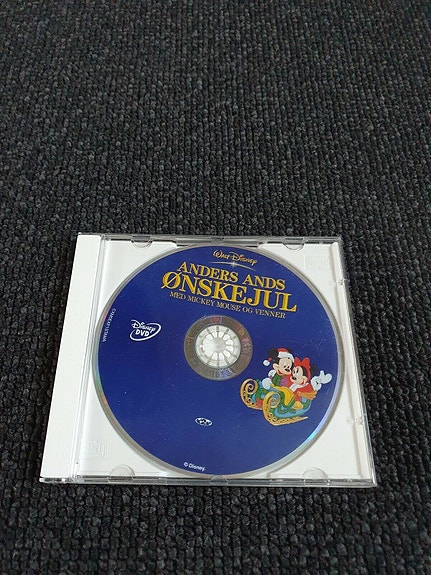 Walt Disney
ANDERS ANDS
ØNSKEJUL
MED MICKEY MOUSE OG VENNER
Disney
DVD
© Disney.